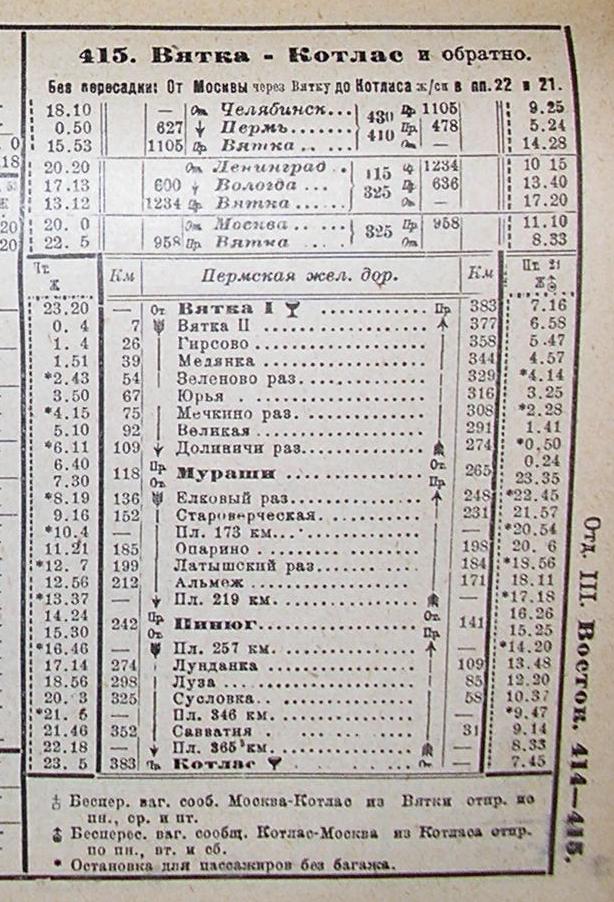 415. Вятка - Котлас и обратно.
Без пересадки: От Москвы через Вятку до Котласа ж/сн в пп. 22 и 21.
18.10 — От. Челябинск... 430 Пр. 1105 9.25
0.50 627 Пермь....... 410 Пр. 478 5.24
15.53 1105 Пр. Вятка .. ... От. — 14.28
20.20 От. Ленинград .. 115 Пр. 1234 10 15
17.13 600 Вологда ... 325 Пр. 636 13.40
13.12 1234 Пр. Вятка...... От. — 17.20
20. 0 От. Москва.. ... 325 Пр. 958 11.10
22. 5 958 Пр. Вятка .... От. 8.33
Чт. Ж Км Пермская жел. дор. Км Пт. 21 Ж
23.20 — От. Вятка I ............ Пр. 383 7.16
0. 4 7 Вятка II .............. 377 6.58
1. 4 26 Гирсово ............... 358 5.47
1.51 39 Медянка ............... 344 4.57
*2.43 54 Зеленово раз........... 329 *4.14
3.50 67 Юрья . ................ 316 3.25
*4.15 75 Мечкино раз. .......... 308 *2.28
5.10 92 Великая ............... 291 1.41
*6.11 109 Доличичи раз........... 274 *0.50
6.40 Пр. От. 0.24
118 Мураши ............ 265
7.30 От. Пр. 23.35
*8.19 136 Елковый раз............ 248 *22.45
9.16 152 Староверческая......... 231 21.57
*10.4 — Пл. 173 км............. — *20.54
11.21 185 Опарино ............... 198 20. 6
*12. 7 199 Латышский раз.......... 184 *18.56
12.56 212 Альмеж ................ 171 18.11
*13.37 — Пл. 219 км............. — *17.18
14.24 Пр. От. 16.26
242 Пинюг.............. 141
15.30 От. Пр. 15.25
*16.46 — Пл. 257 км. ........... — *14.20
17.14 274 Лунданка .............. 109 13.48
18.56 298 Луза .................. 85 12.20
20. 3 325 Сусловка.. ............ 58 10.37
*21. 6 — Пл. 346 км. ........... — *9.47
21.46 352 Савватия . ............ 31 9.14
22.18 — Пл. 365 км. ........... — 8.33
23. 5 383 Пр. Котлас .......... От. — 7.45
Беспер. ваг. сооб. Москва-Котлас из Вятки отпр. по
пн., ср. и пт.
Бесперес. ваг. сообщ. Котлас-Москва из Котласа отпр.
по пн., вт. и сб.
* Остановка для пассажиров без багажа.
Отд. III. Восток, 414—415.